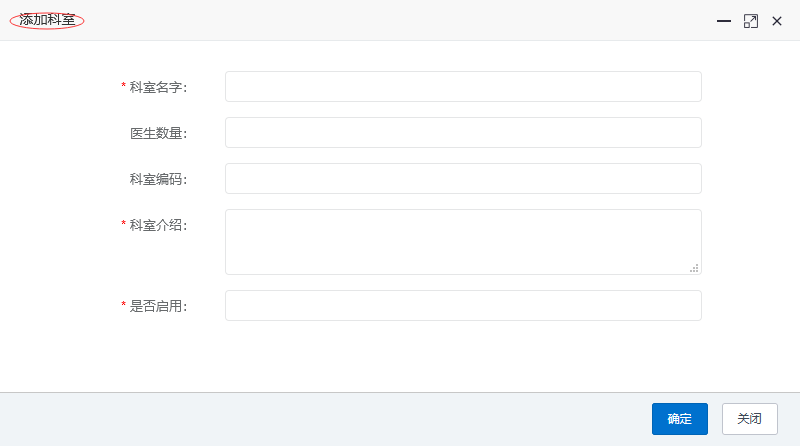 添加科室
* 科室名字:
医生数量:
科室编码:
* 科室介绍:
* 是否启用:
确定 关闭